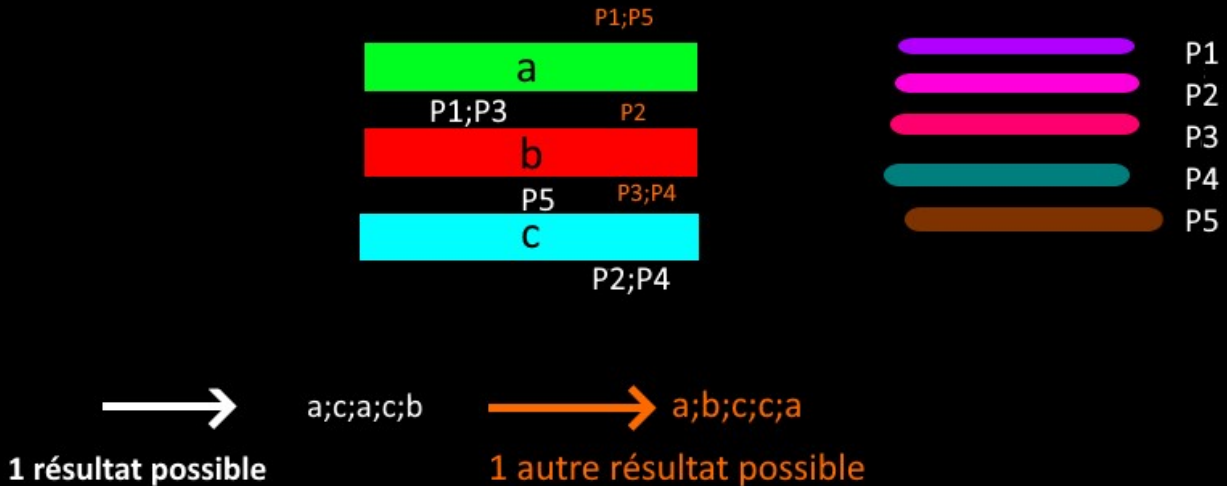 P1;P5
a
P1;P3 P2
b
P5 P3;P4
c
P2;P4
P1
P2
P3
P4
P5
a;c;a;c;b a;b;c;c;a
1 résultat possible 1 autre résultat possible